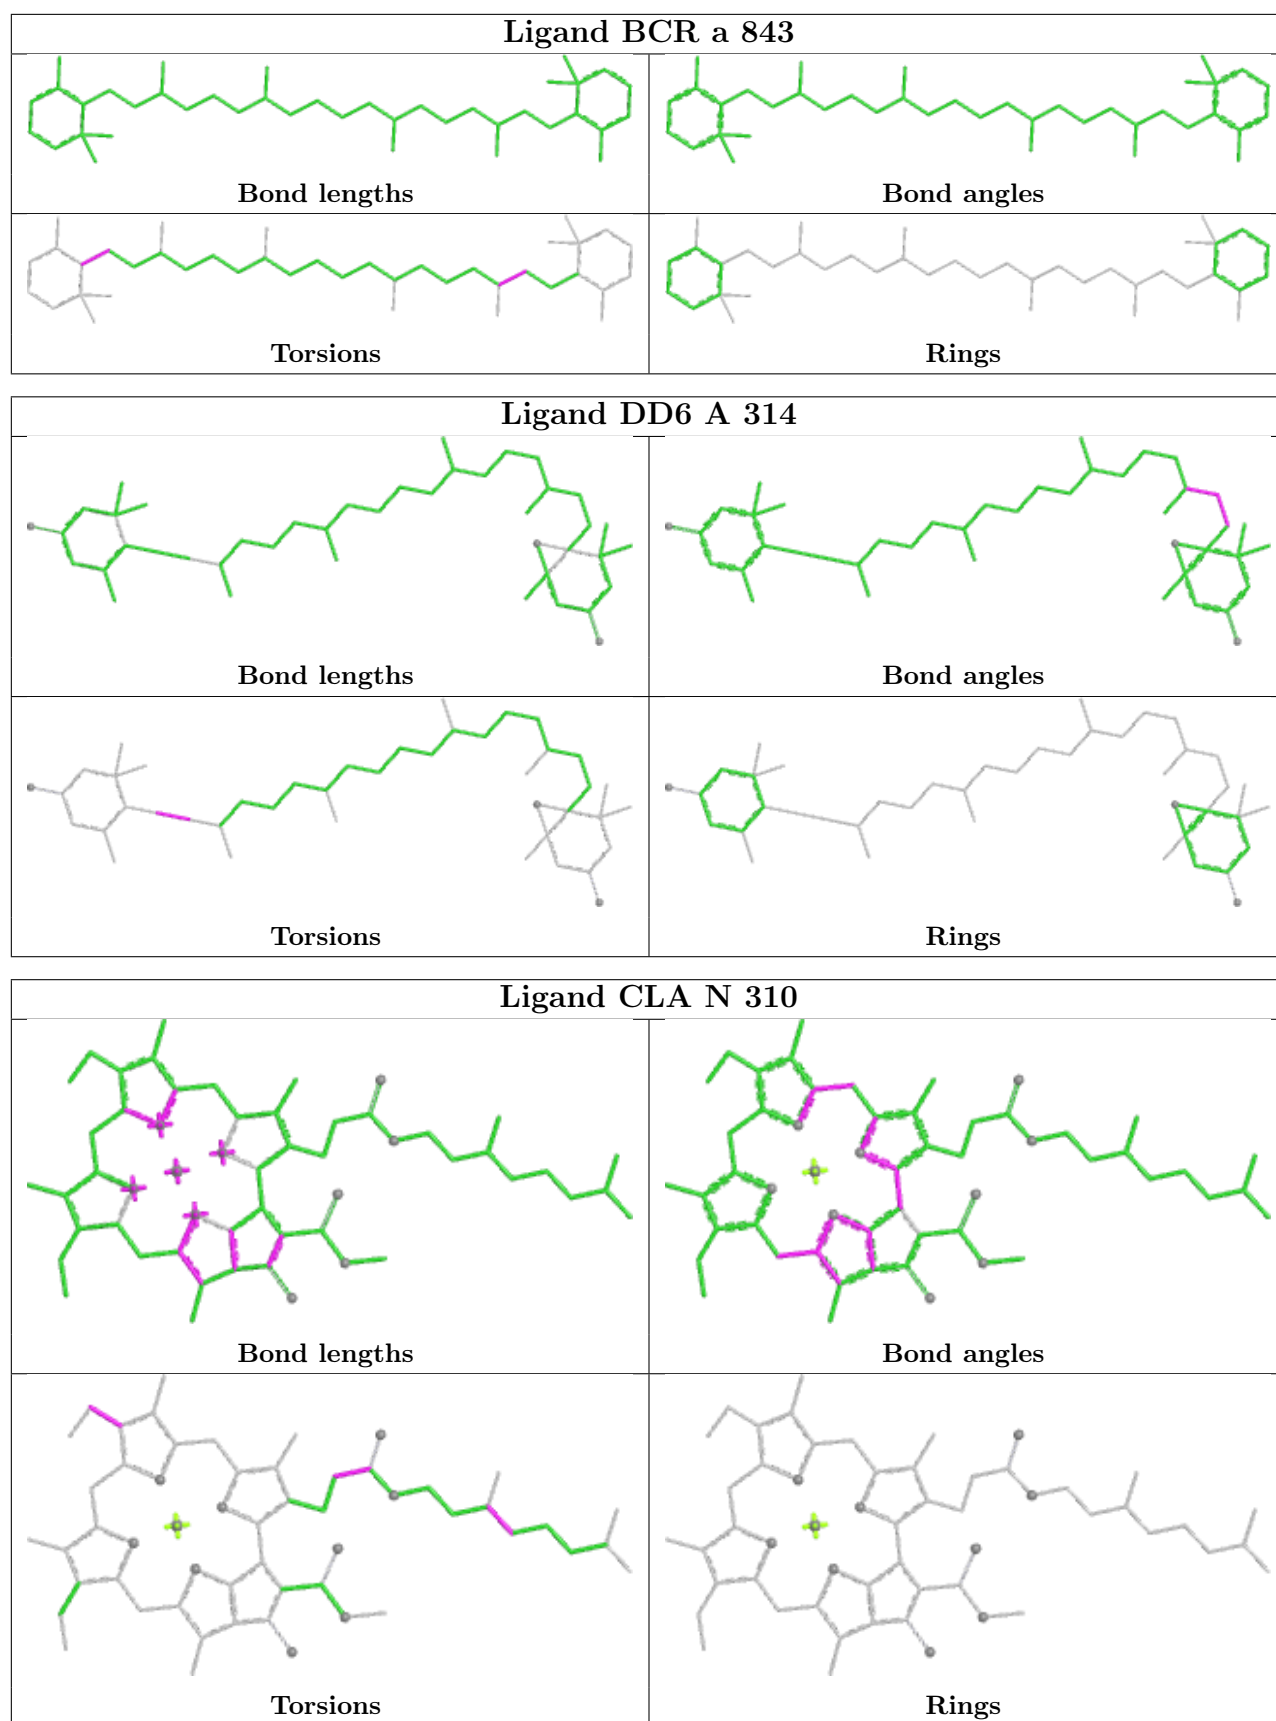 Ligand BCR a 843
Bond lengths
Bond angles
Torsions
Rings
Ligand DD6 A 314
Bond lengths
Bond angles
Torsions
Rings
Ligand CLA N 310
Bond lengths
Bond angles
Torsions
Rings